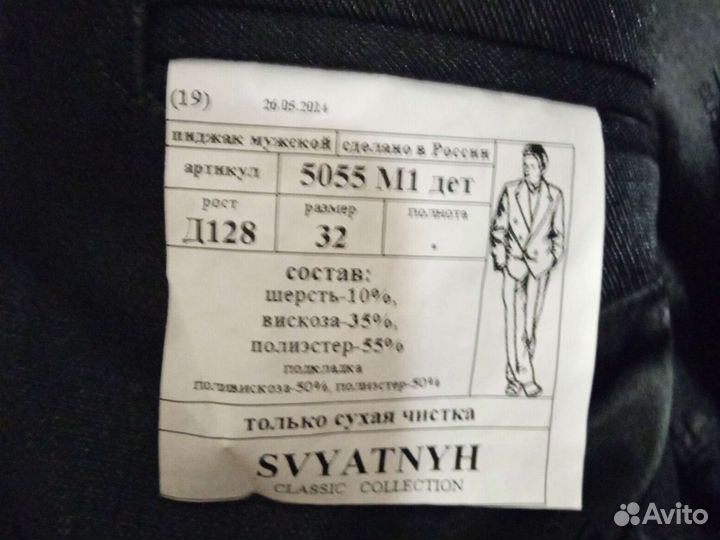 (19) 26.05.2024
пиджак мужской сделано в России
артикул 5055 М1 дет
рост размер полнота
Д128 32 .
состав:
шерсть-10%,
вискоза-35%,
полиэстер-55%
подкладка
поливискоза-50%, полиэстер-50%
только сухая чистка
SVYATNYH
CLASSIC COLLECTION
Avito